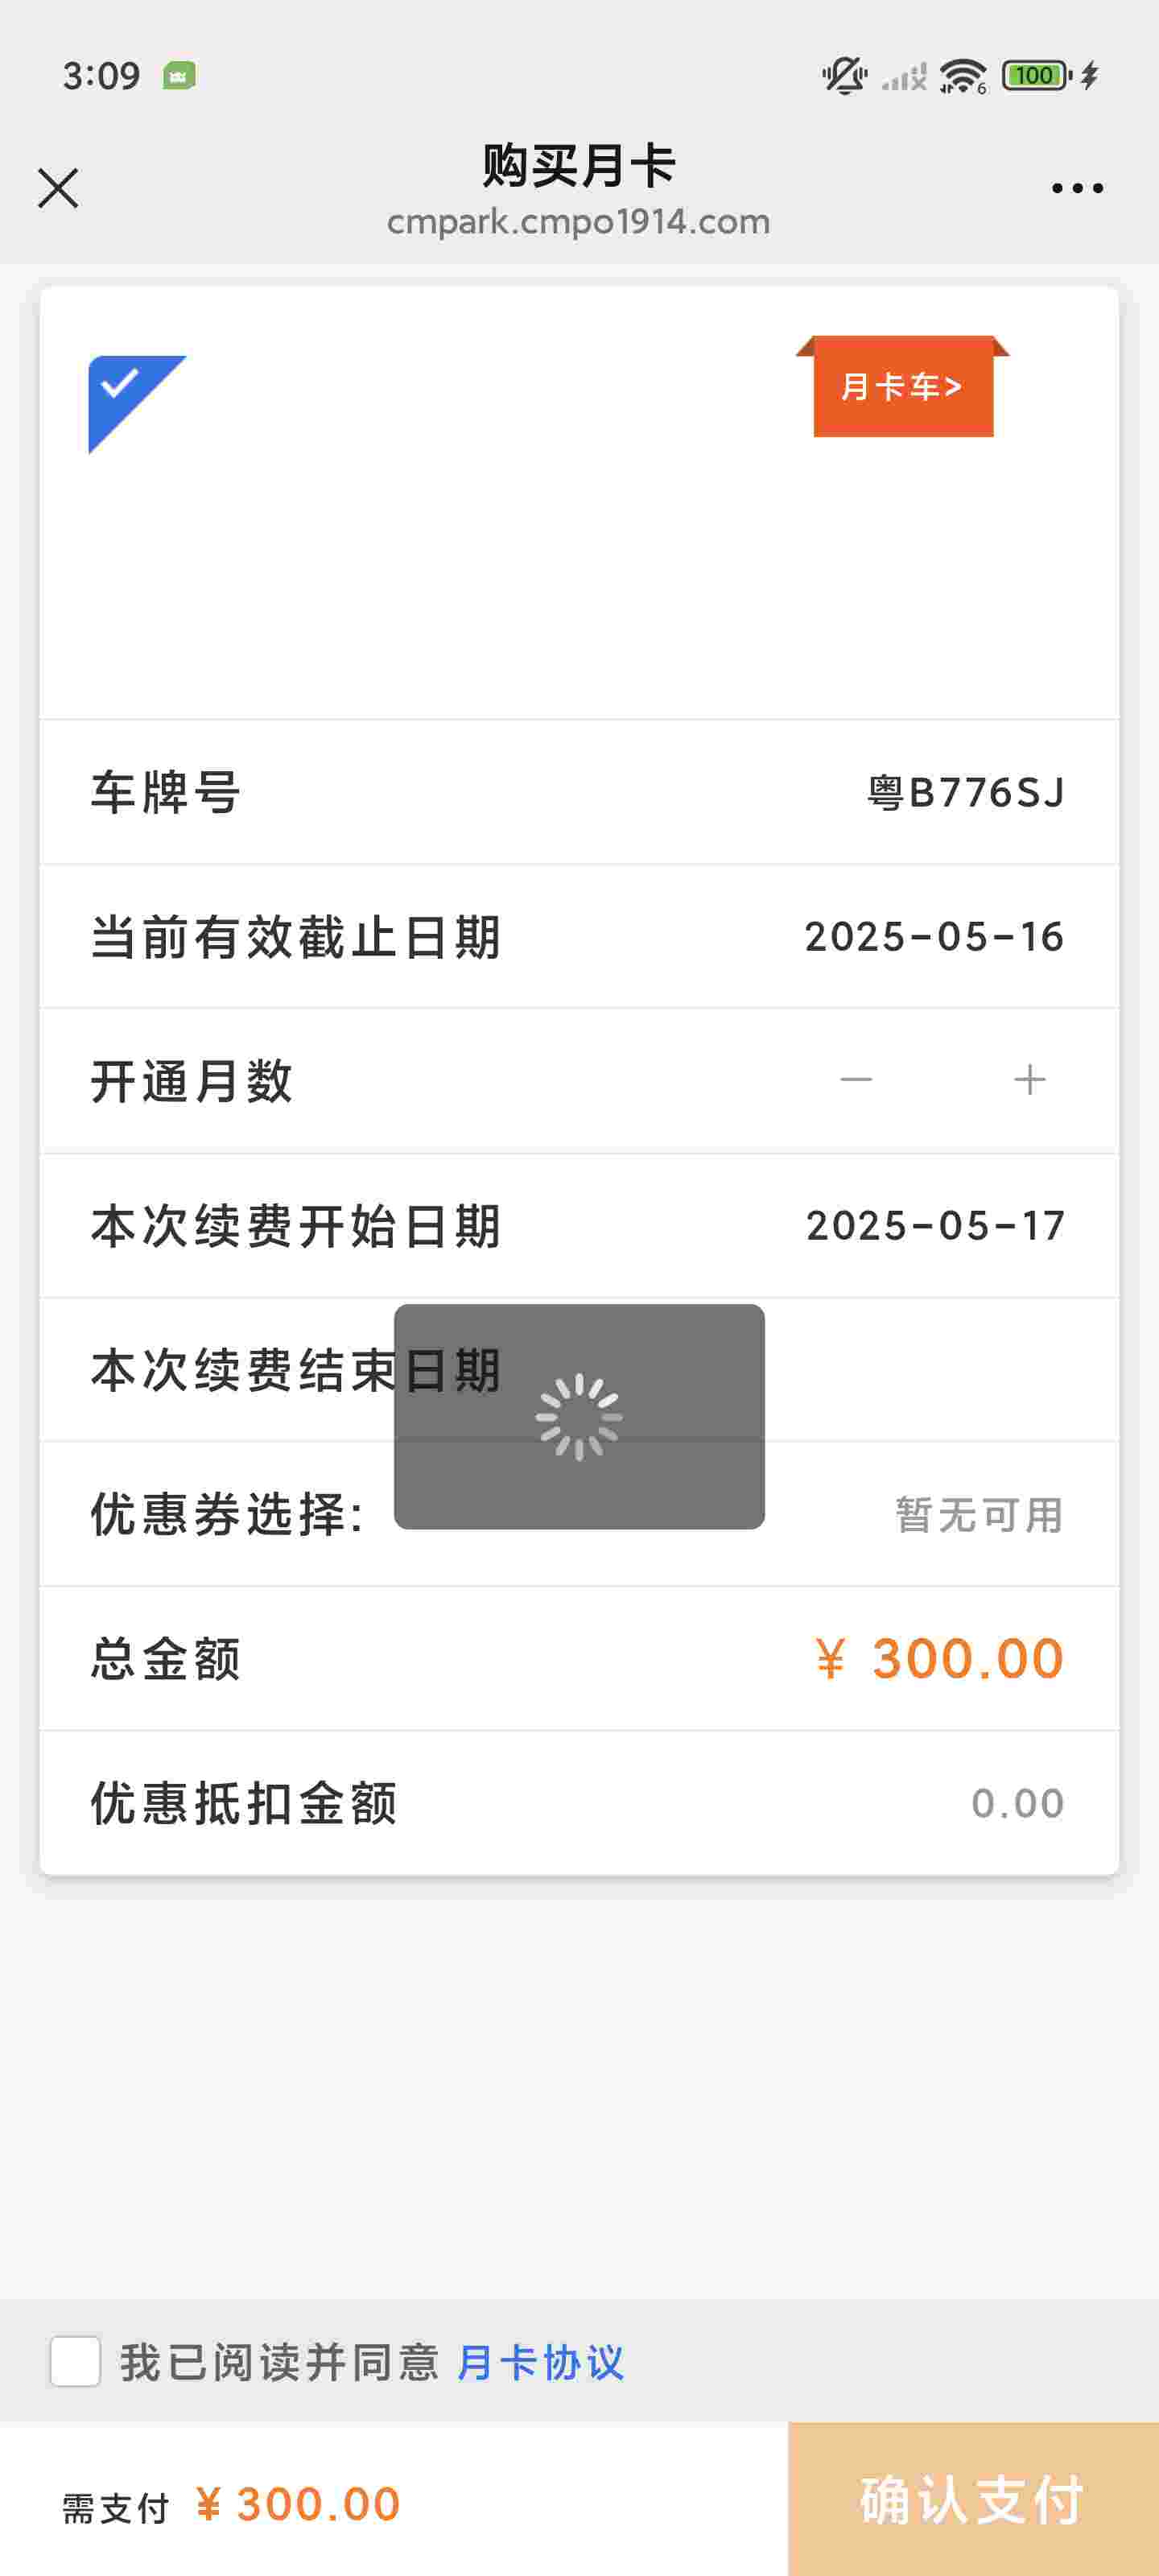 3:09
6
100
购买月卡
cmpark.cmpo1914.com
月卡车>
车牌号 粤B776SJ
当前有效截止日期 2025-05-16
开通月数 － ＋
本次续费开始日期 2025-05-17
本次续费结束日期
优惠券选择: 暂无可用
总金额 ¥ 300.00
优惠抵扣金额 0.00
我已阅读并同意 月卡协议
需支付 ¥ 300.00
确认支付